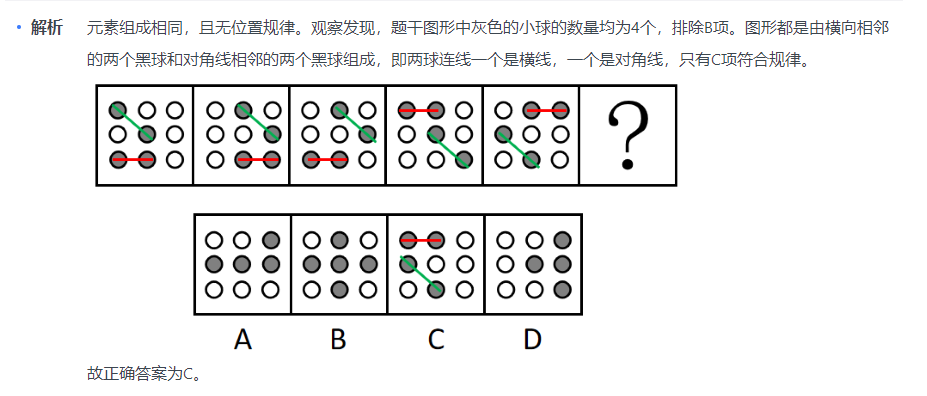 解析 元素组成相同，且无位置规律。观察发现，题干图形中灰色的小球的数量均为4个，排除B项。图形都是由横向相邻
的两个黑球和对角线相邻的两个黑球组成，即两球连线一个是横线，一个是对角线，只有C项符合规律。
?
A B C D
故正确答案为C。